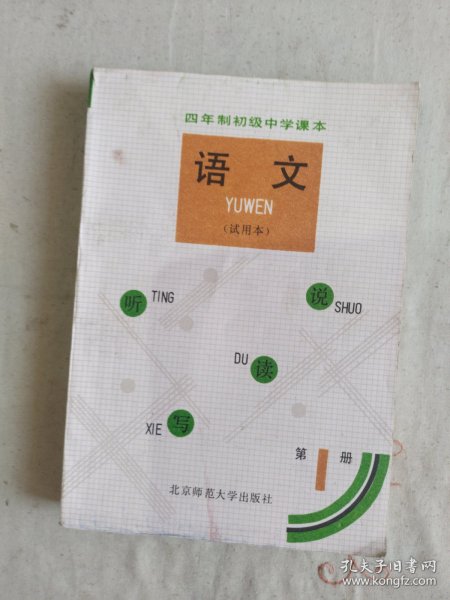 四年制初级中学课本
语文
YUWEN
（试用本）
听 TING
说 SHUO
DU 读
XIE 写
第1册
北京师范大学出版社
孔夫子旧书网
www.kongfz.com